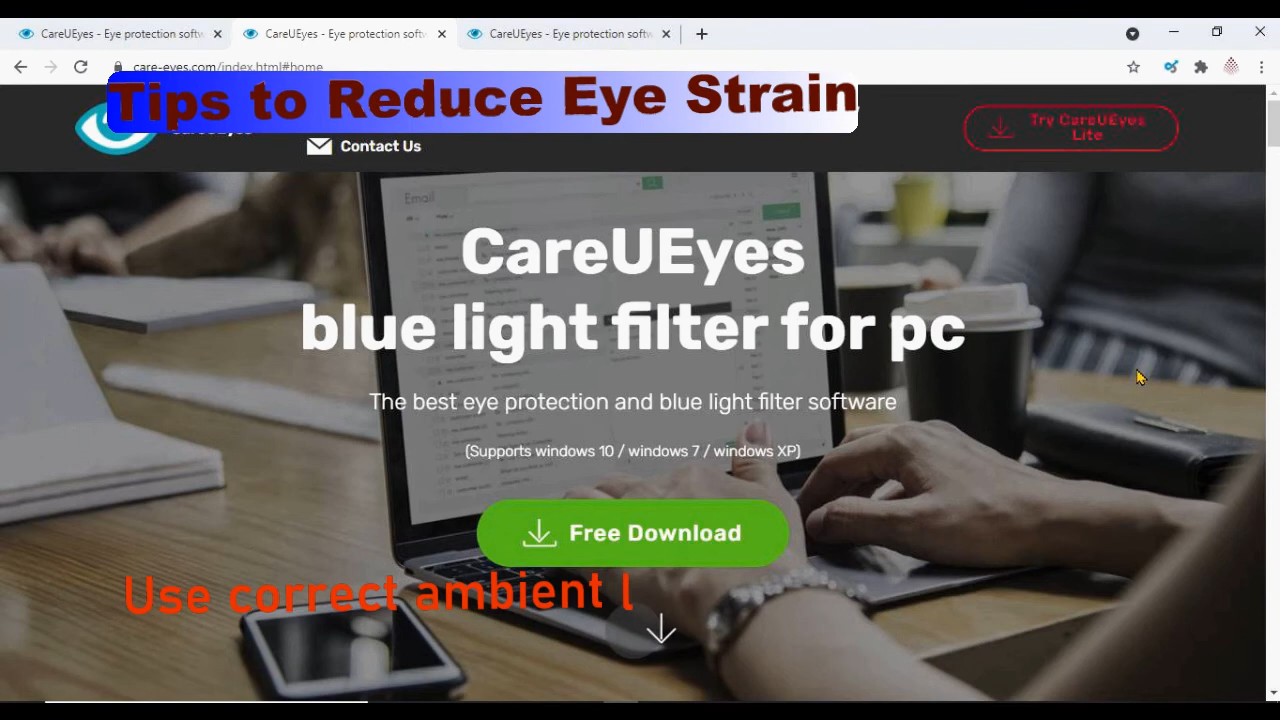 CareUEyes - Eye protection softw
CareUEyes - Eye protection softw
CareUEyes - Eye protection softw
care-eyes.com/index.html#home
Tips to Reduce Eye Strain
Contact Us
Try CareUEyes
Lite
Email
CareUEyes
blue light filter for pc
The best eye protection and blue light filter software
(Supports windows 10 / windows 7 / windows XP)
Free Download
Use correct ambient l